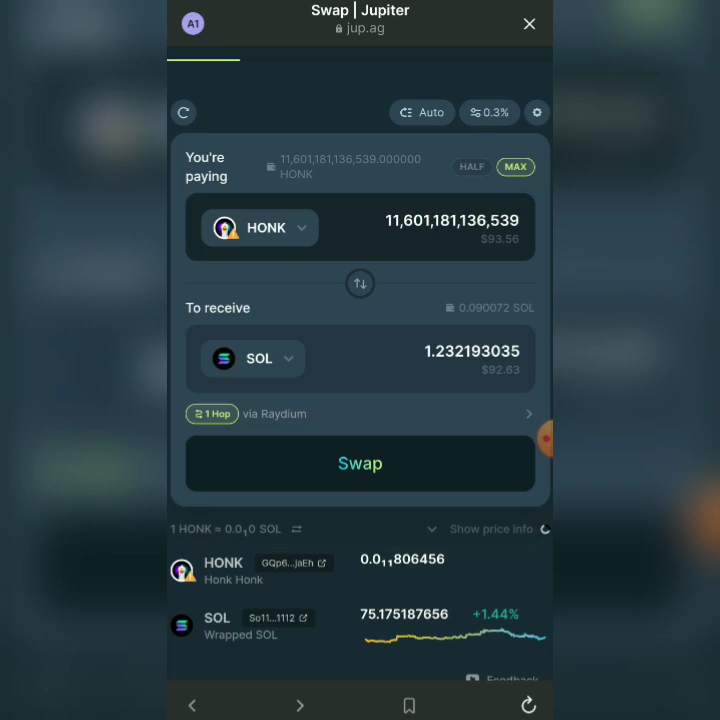 Swap | Jupiter
A1
jup.ag
Auto
0.3%
You're
paying
11,601,181,136,539.000000
HONK
HALF
MAX
HONK
11,601,181,136,539
$93.56
To receive
0.090072 SOL
SOL
1.232193035
$92.63
1 Hop via Raydium
Swap
1 HONK ≈ 0.0₁0 SOL
Show price info
HONK GQp6...jaEh
0.0₁₁806456
Honk Honk
SOL So11...1112
75.175187656 +1.44%
Wrapped SOL
Feedback